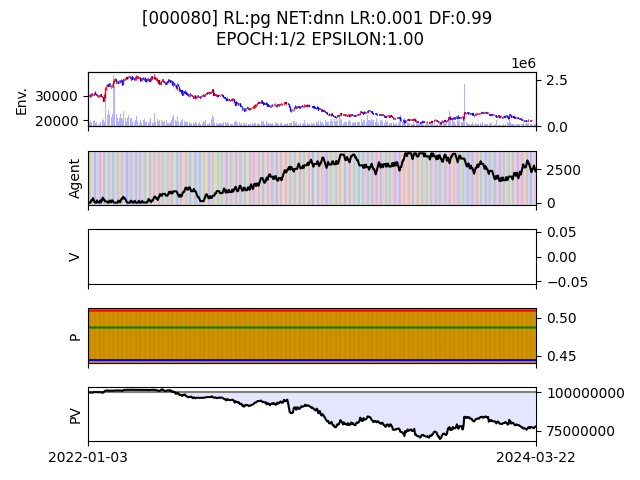 [000080] RL:pg NET:dnn LR:0.001 DF:0.99
EPOCH:1/2 EPSILON:1.00
1e6
Env.
30000
20000
2.5
0.0
Agent
2500
0
V
0.05
0.00
−0.05
P
0.50
0.45
PV
100000000
75000000
2022-01-03
2024-03-22